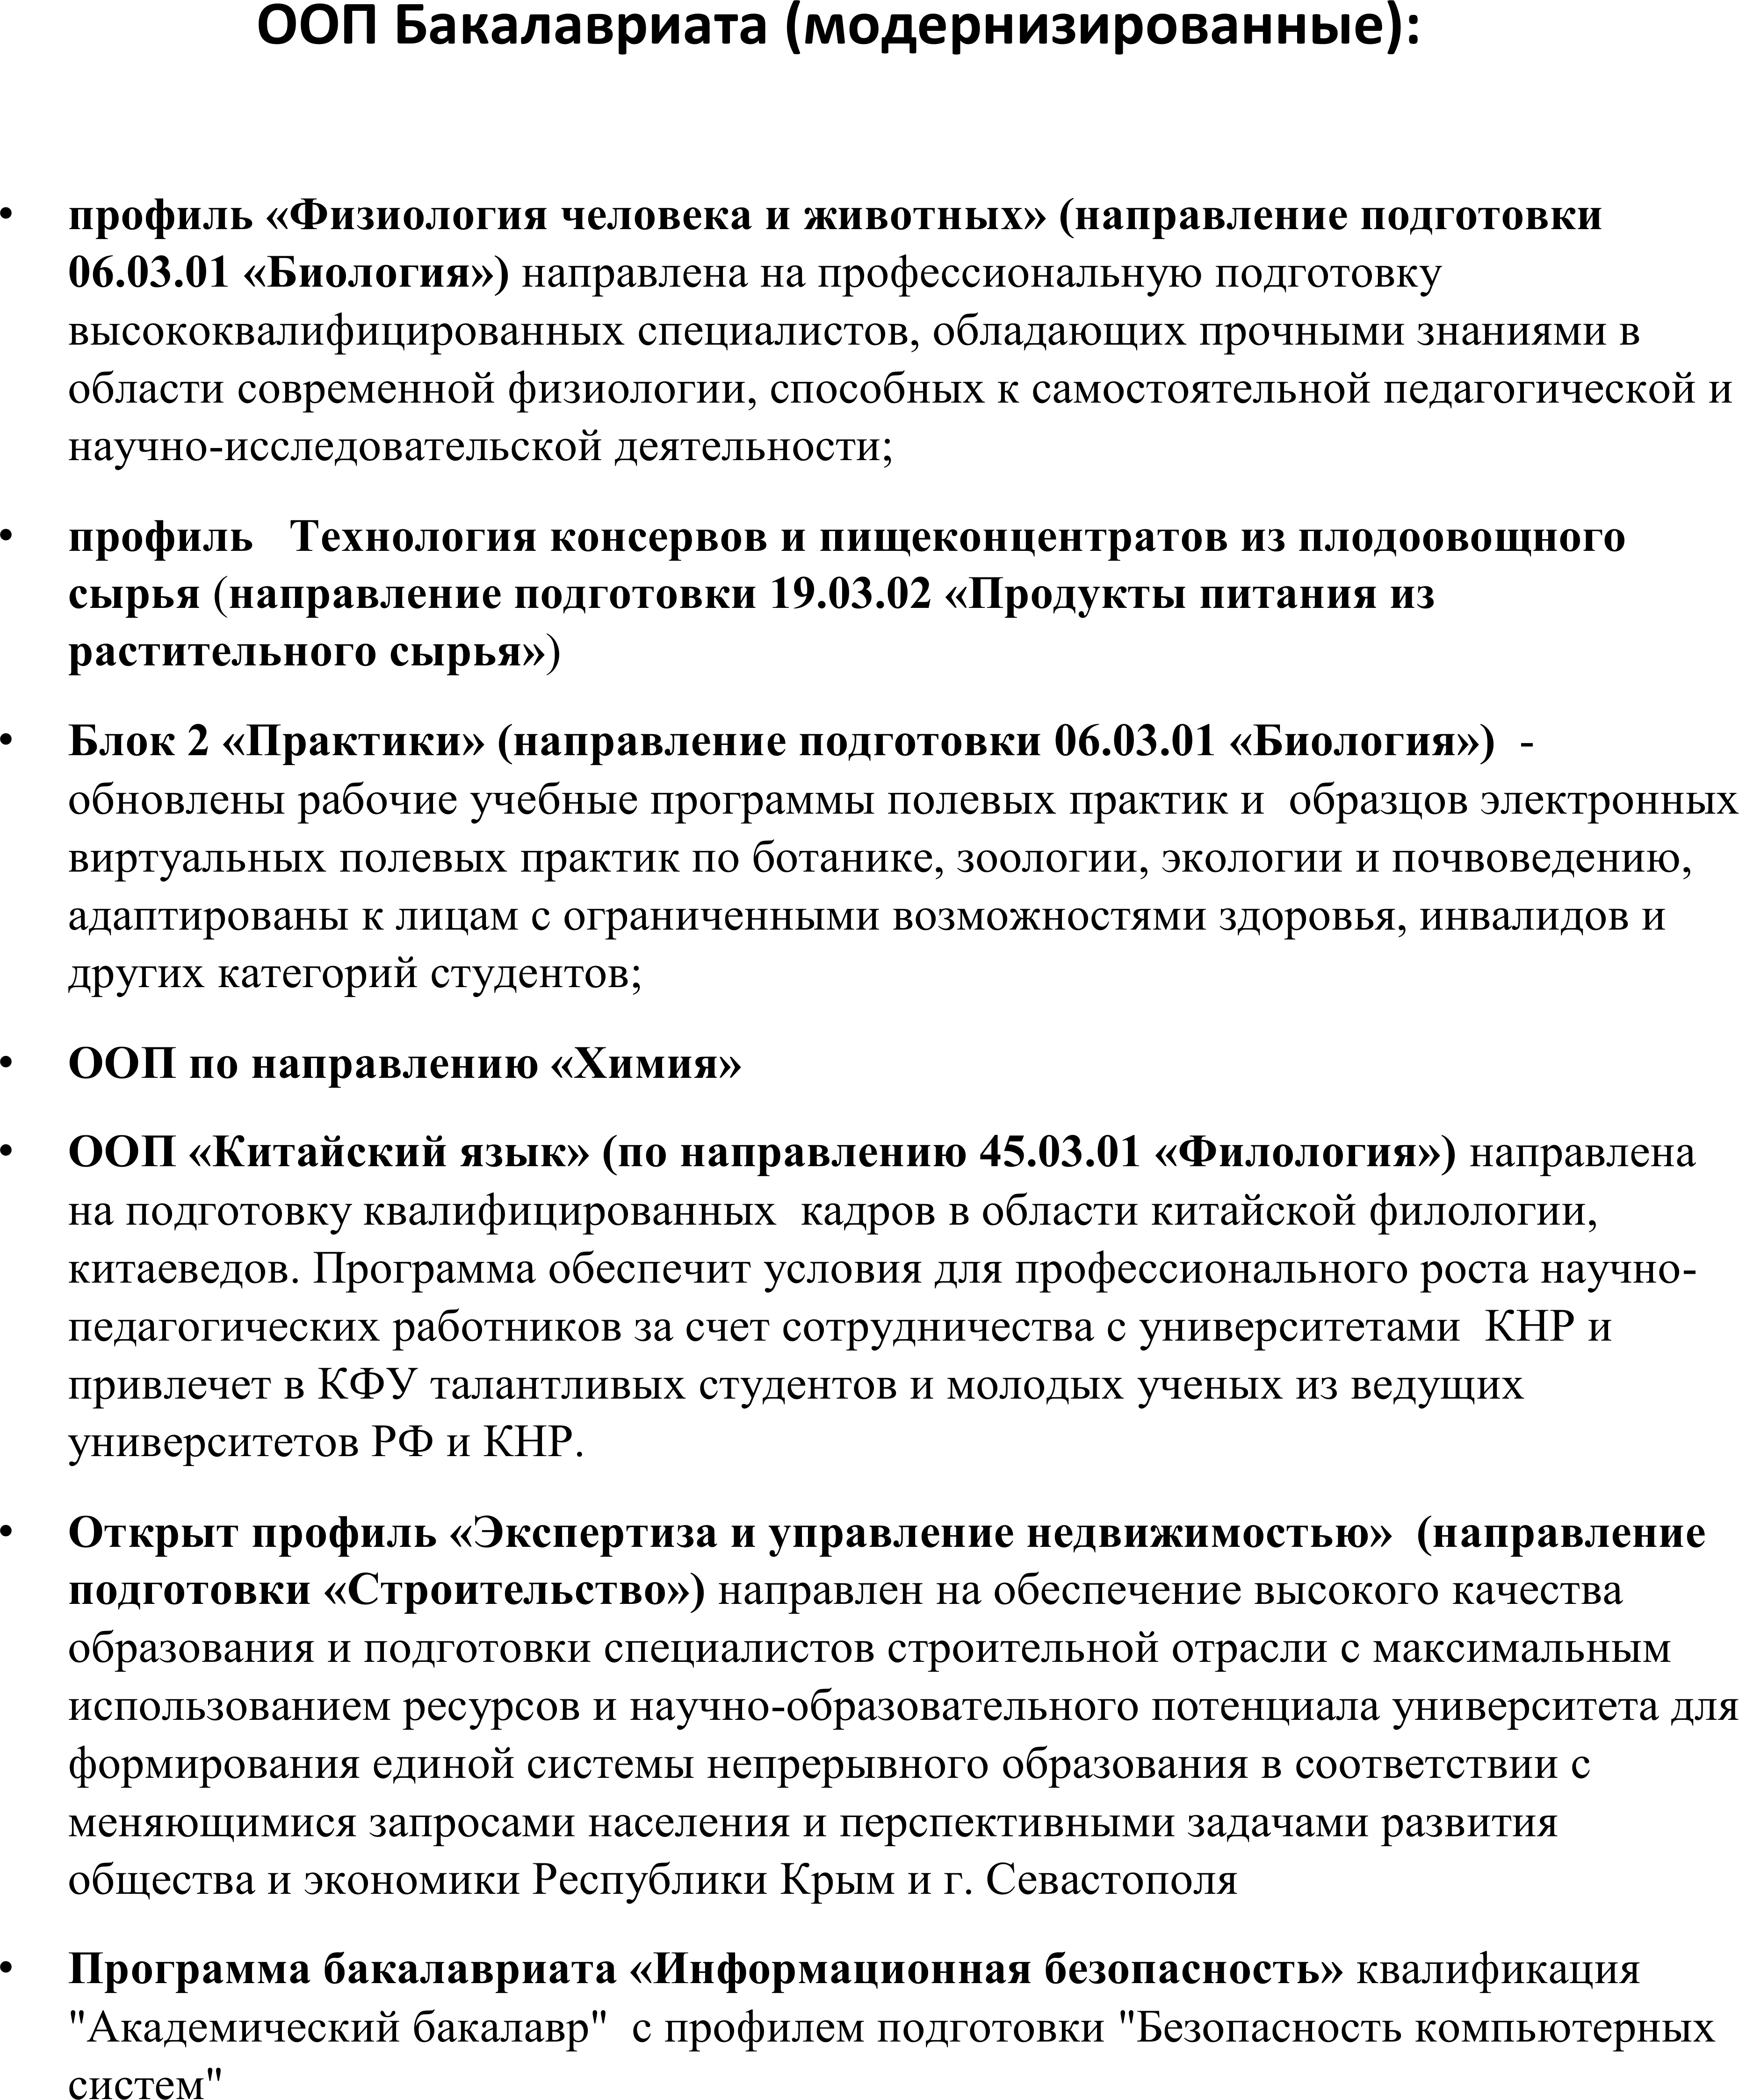 ООП Бакалавриата (модернизированные):
• профиль «Физиология человека и животных» (направление подготовки
06.03.01 «Биология») направлена на профессиональную подготовку
высококвалифицированных специалистов, обладающих прочными знаниями в
области современной физиологии, способных к самостоятельной педагогической и
научно-исследовательской деятельности;
• профиль   Технология консервов и пищеконцентратов из плодоовощного
сырья (направление подготовки 19.03.02 «Продукты питания из
растительного сырья»)
• Блок 2 «Практики» (направление подготовки 06.03.01 «Биология»)  -
обновлены рабочие учебные программы полевых практик и  образцов электронных
виртуальных полевых практик по ботанике, зоологии, экологии и почвоведению,
адаптированы к лицам с ограниченными возможностями здоровья, инвалидов и
других категорий студентов;
• ООП по направлению «Химия»
• ООП «Китайский язык» (по направлению 45.03.01 «Филология») направлена
на подготовку квалифицированных  кадров в области китайской филологии,
китаеведов. Программа обеспечит условия для профессионального роста научно-
педагогических работников за счет сотрудничества с университетами  КНР и
привлечет в КФУ талантливых студентов и молодых ученых из ведущих
университетов РФ и КНР.
• Открыт профиль «Экспертиза и управление недвижимостью»  (направление
подготовки «Строительство») направлен на обеспечение высокого качества
образования и подготовки специалистов строительной отрасли с максимальным
использованием ресурсов и научно-образовательного потенциала университета для
формирования единой системы непрерывного образования в соответствии с
меняющимися запросами населения и перспективными задачами развития
общества и экономики Республики Крым и г. Севастополя
• Программа бакалавриата «Информационная безопасность» квалификация
"Академический бакалавр"  с профилем подготовки "Безопасность компьютерных
систем"